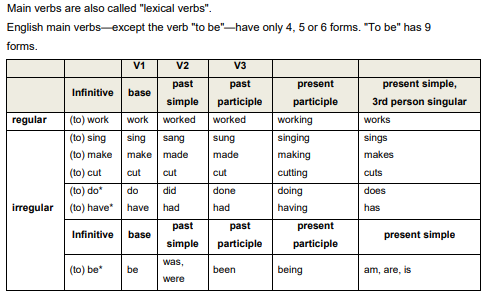 Main verbs are also called "lexical verbs".
English main verbs—except the verb "to be"—have only 4, 5 or 6 forms. "To be" has 9
forms.
V1 V2 V3
Infinitive base past simple past participle present participle present simple, 3rd person singular
regular (to) work work worked worked working works
irregular (to) sing sing sang sung singing sings
(to) make make made made making makes
(to) cut cut cut cut cutting cuts
(to) do* do did done doing does
(to) have* have had had having has
Infinitive base past simple past participle present participle present simple
(to) be* be was, were been being am, are, is